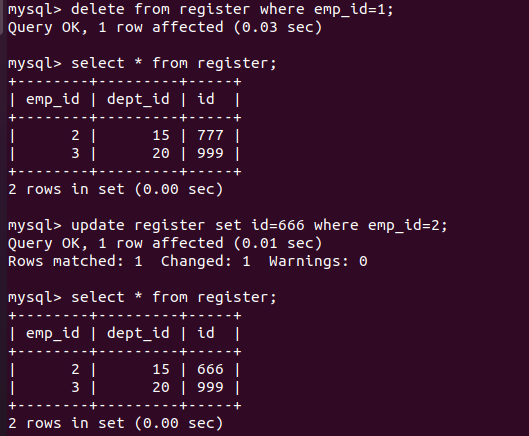 mysql> delete from register where emp_id=1;
Query OK, 1 row affected (0.03 sec)
mysql> select * from register;
+--------+---------+-----+
| emp_id | dept_id | id  |
+--------+---------+-----+
|      2 |      15 | 777 |
|      3 |      20 | 999 |
+--------+---------+-----+
2 rows in set (0.00 sec)
mysql> update register set id=666 where emp_id=2;
Query OK, 1 row affected (0.01 sec)
Rows matched: 1  Changed: 1  Warnings: 0
mysql> select * from register;
+--------+---------+-----+
| emp_id | dept_id | id  |
+--------+---------+-----+
|      2 |      15 | 666 |
|      3 |      20 | 999 |
+--------+---------+-----+
2 rows in set (0.00 sec)